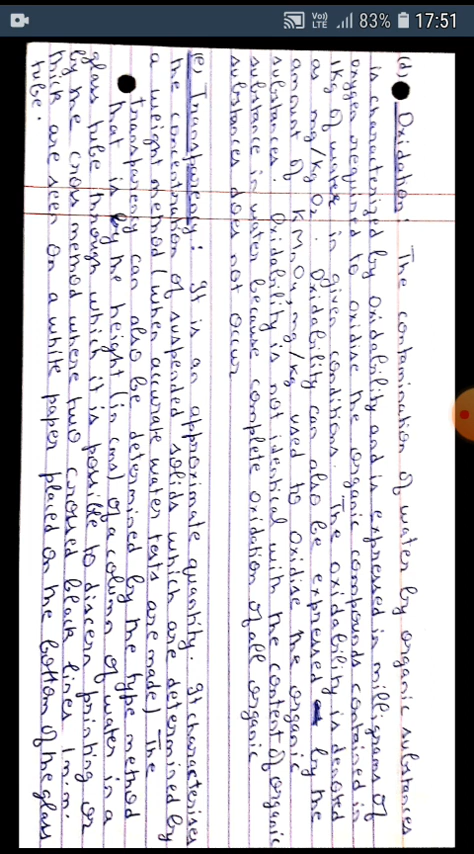 Vo))
LTE
83%
17:51
(d) Oxidation: The contamination of water by organic substances
is characterized by oxidability and is expressed in milligrams of
oxygen required to oxidise the organic compounds contained in
1kg of water in given conditions. The oxidability is denoted
as mg/kg O2. Oxidability can also be expressed by the
amount of KMnO4, mg/kg used to oxidise the organic
substances. Oxidability is not identical with the content of organic
substance in water because complete oxidation of all organic
substances does not occur
(e) Transparency: It is an approximate quantity. It characterises
the concentration of suspended solids which are determined by
a weight method (when accurate water tests are made) The
transparency can also be determined by the type method
that is by the height (in cms) of a column of water in a
glass tube through which it is possible to discern printing or
by the cross method where two crossed black lines 1 m.m.
thick are seen on a white paper placed on the bottom of the glass
tube.